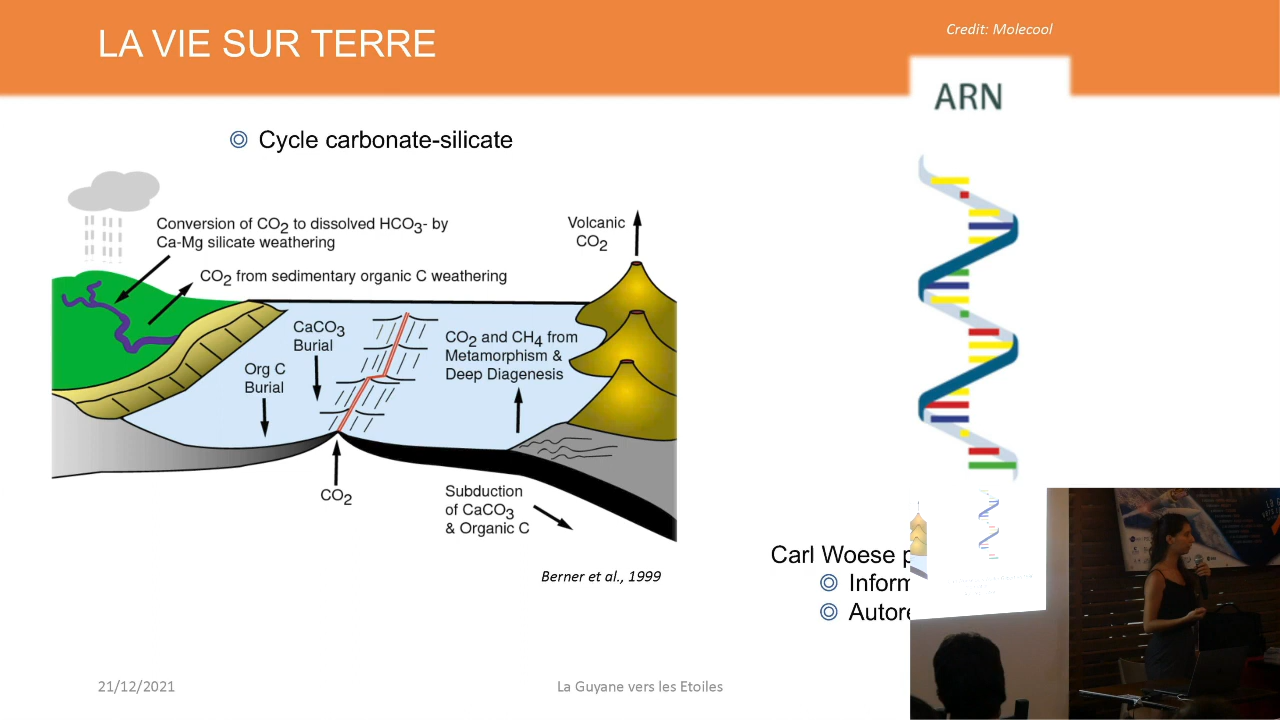 LA VIE SUR TERRE
Credit: Molecool
ARN
Cycle carbonate-silicate
Conversion of CO2 to dissolved HCO3- by
Ca-Mg silicate weathering
CO2 from sedimentary organic C weathering
Volcanic
CO2
CaCO3
Burial
Org C
Burial
CO2 and CH4 from
Metamorphism &
Deep Diagenesis
CO2
Subduction
of CaCO3
& Organic C
Berner et al., 1999
Carl Woese
21/12/2021
La Guyane vers les Etoiles